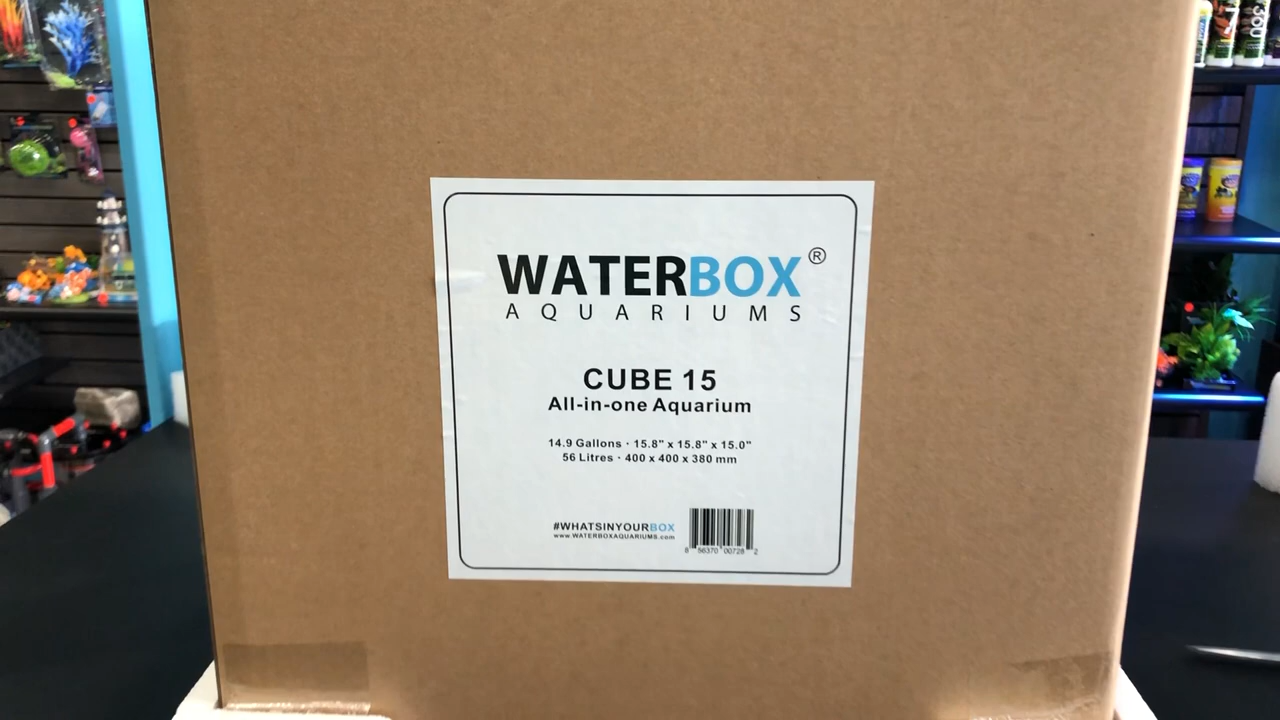 WATERBOX®
AQUARIUMS
CUBE 15
All-in-one Aquarium
14.9 Gallons · 15.8" x 15.8" x 15.0"
56 Litres · 400 x 400 x 380 mm
#WHATSINYOURBOX
www.WATERBOXAQUARIUMS.com
8 56370 00728 2